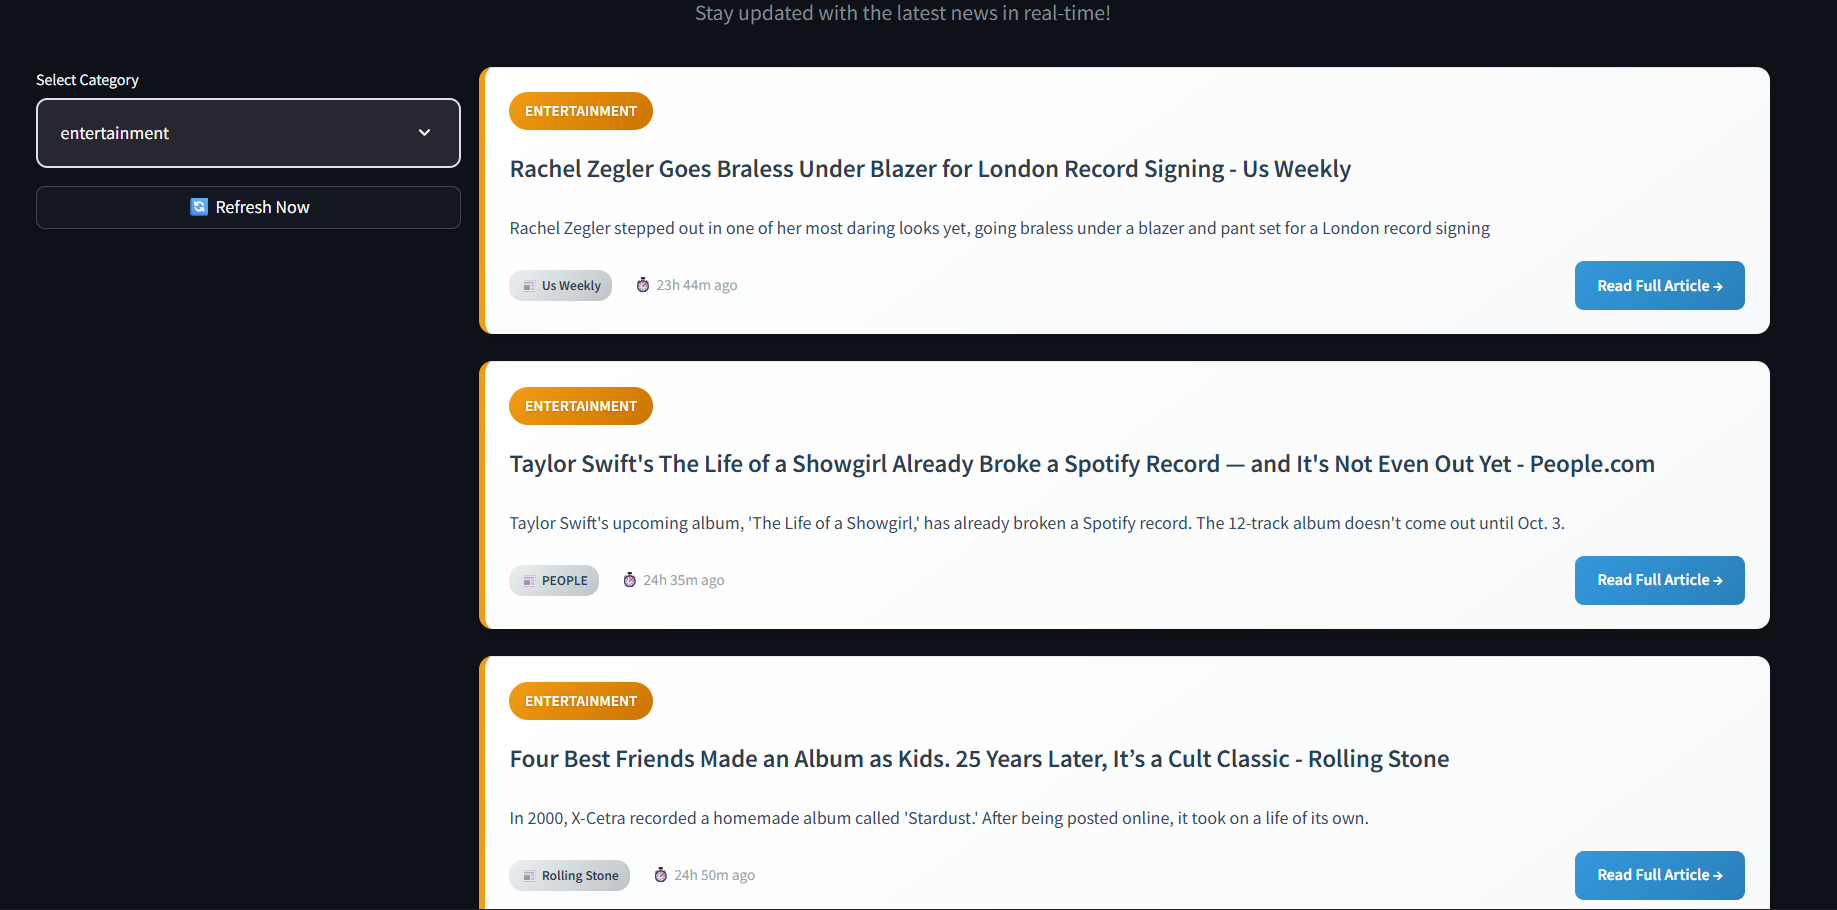 Stay updated with the latest news in real-time!
Select Category
entertainment
Refresh Now
ENTERTAINMENT
Rachel Zegler Goes Braless Under Blazer for London Record Signing - Us Weekly
Rachel Zegler stepped out in one of her most daring looks yet, going braless under a blazer and pant set for a London record signing
Us Weekly
23h 44m ago
Read Full Article →
ENTERTAINMENT
Taylor Swift's The Life of a Showgirl Already Broke a Spotify Record — and It's Not Even Out Yet - People.com
Taylor Swift's upcoming album, 'The Life of a Showgirl,' has already broken a Spotify record. The 12-track album doesn't come out until Oct. 3.
PEOPLE
24h 35m ago
Read Full Article →
ENTERTAINMENT
Four Best Friends Made an Album as Kids. 25 Years Later, It’s a Cult Classic - Rolling Stone
In 2000, X-Cetra recorded a homemade album called 'Stardust.' After being posted online, it took on a life of its own.
Rolling Stone
24h 50m ago
Read Full Article →